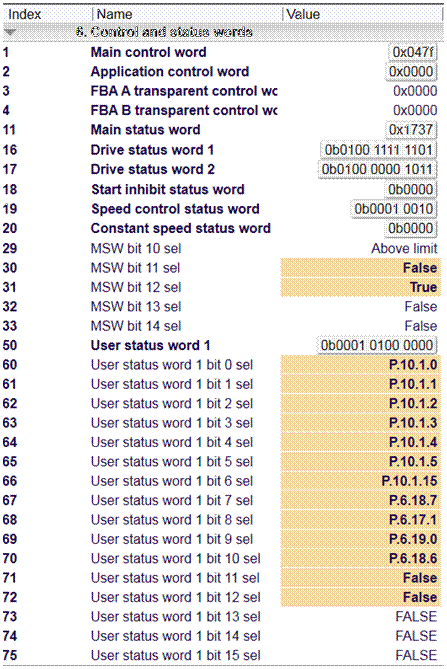 Index Name Value
6. Control and status words
1 Main control word 0x047f
2 Application control word 0x0000
3 FBA A transparent control wc 0x0000
4 FBA B transparent control wc 0x0000
11 Main status word 0x1737
16 Drive status word 1 0b0100 1111 1101
17 Drive status word 2 0b0100 0000 1011
18 Start inhibit status word 0b0000
19 Speed control status word 0b0001 0010
20 Constant speed status word 0b0000
29 MSW bit 10 sel Above limit
30 MSW bit 11 sel False
31 MSW bit 12 sel True
32 MSW bit 13 sel False
33 MSW bit 14 sel False
50 User status word 1 0b0001 0100 0000
60 User status word 1 bit 0 sel P.10.1.0
61 User status word 1 bit 1 sel P.10.1.1
62 User status word 1 bit 2 sel P.10.1.2
63 User status word 1 bit 3 sel P.10.1.3
64 User status word 1 bit 4 sel P.10.1.4
65 User status word 1 bit 5 sel P.10.1.5
66 User status word 1 bit 6 sel P.10.1.15
67 User status word 1 bit 7 sel P.6.18.7
68 User status word 1 bit 8 sel P.6.17.1
69 User status word 1 bit 9 sel P.6.19.0
70 User status word 1 bit 10 sel P.6.18.6
71 User status word 1 bit 11 sel False
72 User status word 1 bit 12 sel False
73 User status word 1 bit 13 sel FALSE
74 User status word 1 bit 14 sel FALSE
75 User status word 1 bit 15 sel FALSE